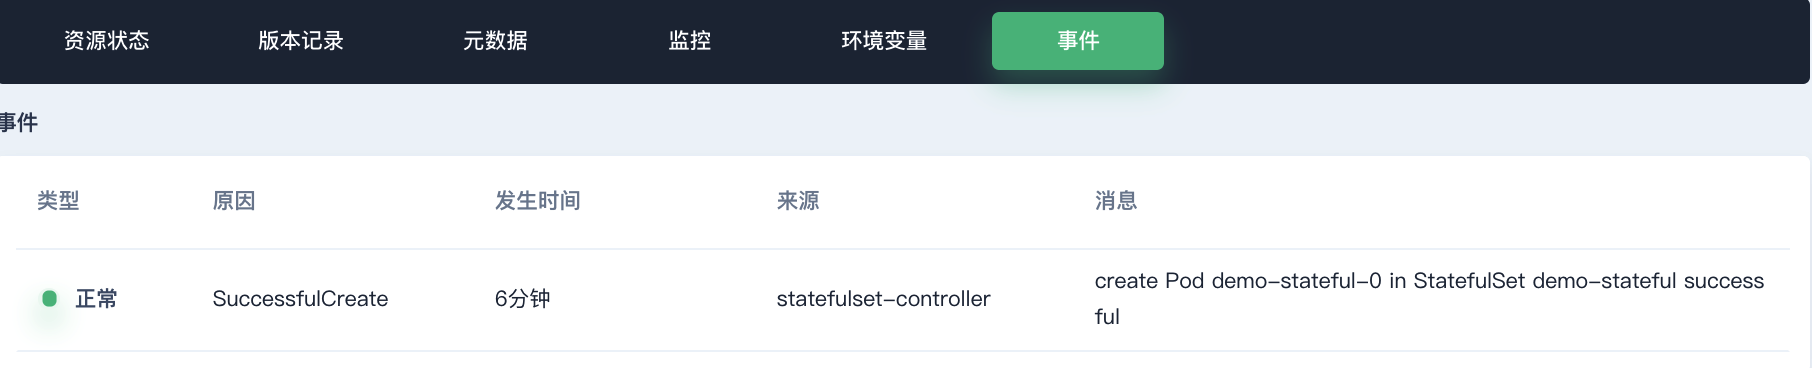 资源状态 版本记录 元数据 监控 环境变量 事件
事件
类型 原因 发生时间 来源 消息
正常 SuccessfulCreate 6分钟 statefulset-controller create Pod demo-stateful-0 in StatefulSet demo-stateful success
ful